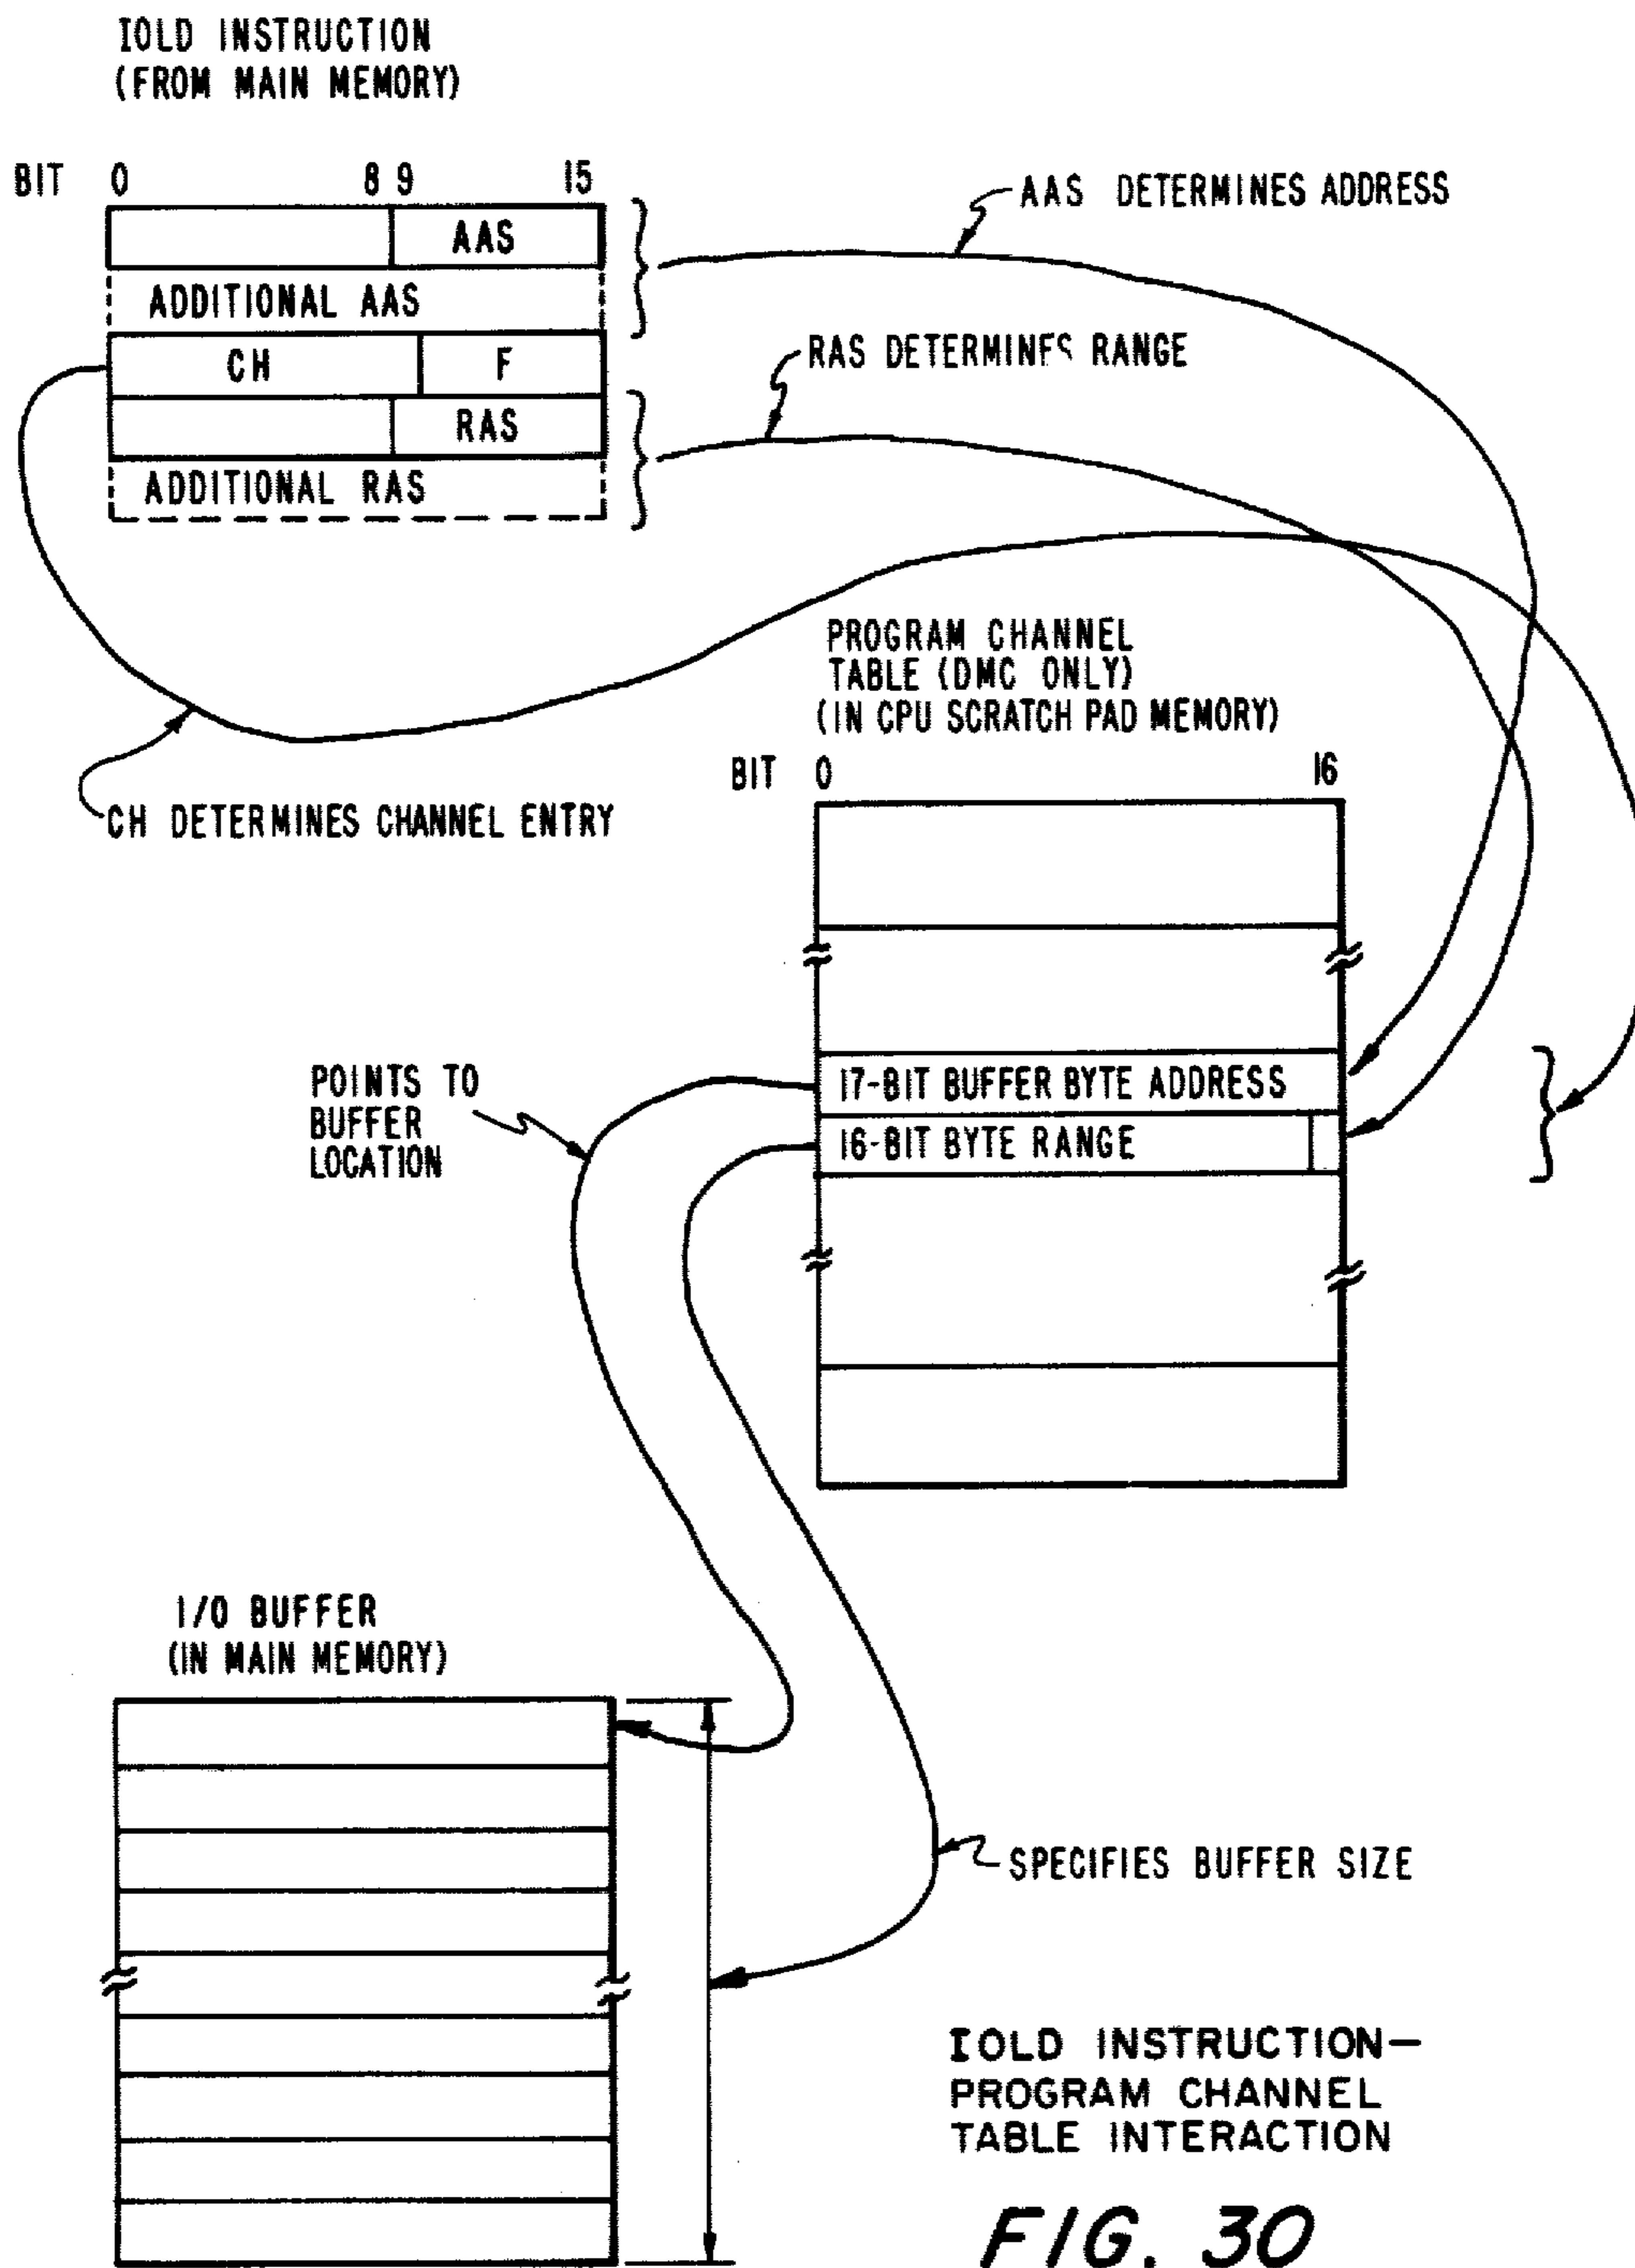 IOLD INSTRUCTION
(FROM MAIN MEMORY)
BIT 0 8 9 15
AAS
ADDITIONAL AAS
CH F
RAS
ADDITIONAL RAS
AAS DETERMINES ADDRESS
RAS DETERMINES RANGE
CH DETERMINES CHANNEL ENTRY
PROGRAM CHANNEL
TABLE (DMC ONLY)
(IN CPU SCRATCH PAD MEMORY)
BIT 0 16
17-BIT BUFFER BYTE ADDRESS
16-BIT BYTE RANGE
POINTS TO
BUFFER
LOCATION
I/O BUFFER
(IN MAIN MEMORY)
SPECIFIES BUFFER SIZE
IOLD INSTRUCTION—
PROGRAM CHANNEL
TABLE INTERACTION
FIG. 30